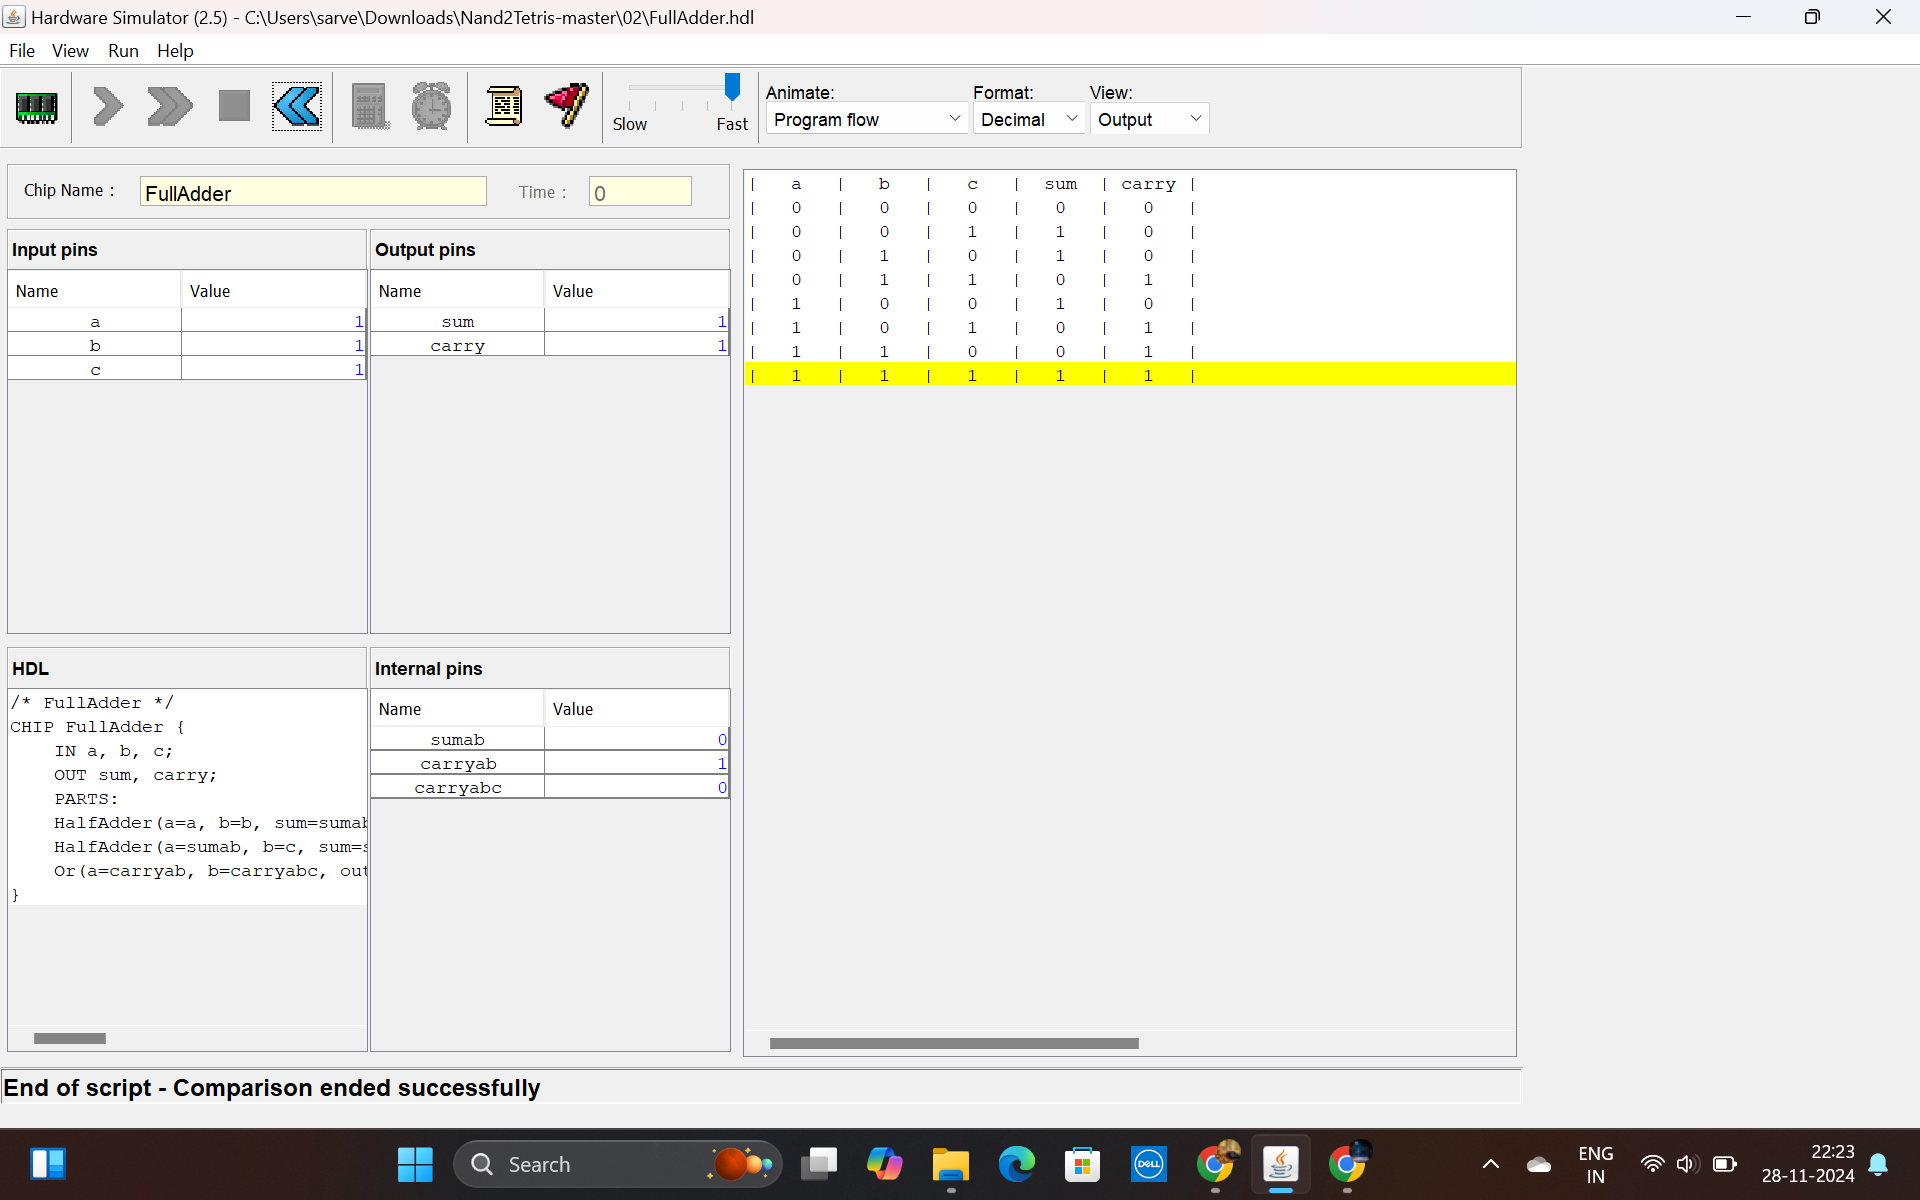 Hardware Simulator (2.5) - C:\Users\sarve\Downloads\Nand2Tetris-master\02\FullAdder.hdl
File View Run Help
Slow Fast
Animate: Format: View:
Program flow Decimal Output
Chip Name : FullAdder Time : 0
Input pins
Name Value
a 1
b 1
c 1
Output pins
Name Value
sum 1
carry 1
HDL
/* FullAdder */
CHIP FullAdder {
IN a, b, c;
OUT sum, carry;
PARTS:
HalfAdder(a=a, b=b, sum=sumab
HalfAdder(a=sumab, b=c, sum=s
Or(a=carryab, b=carryabc, out
}
Internal pins
Name Value
sumab 0
carryab 1
carryabc 0
| a | b | c | sum | carry |
| 0 | 0 | 0 | 0 | 0 |
| 0 | 0 | 1 | 1 | 0 |
| 0 | 1 | 0 | 1 | 0 |
| 0 | 1 | 1 | 0 | 1 |
| 1 | 0 | 0 | 1 | 0 |
| 1 | 0 | 1 | 0 | 1 |
| 1 | 1 | 0 | 0 | 1 |
| 1 | 1 | 1 | 1 | 1 |
End of script - Comparison ended successfully
Search
DELL
ENG
IN
22:23
28-11-2024